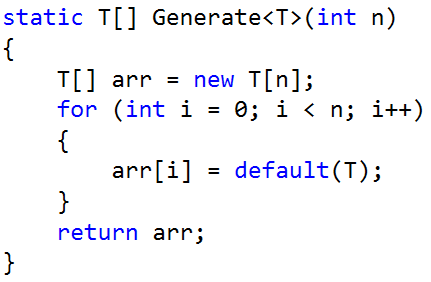 static T[] Generate<T>(int n)
{
    T[] arr = new T[n];
    for (int i = 0; i < n; i++)
    {
        arr[i] = default(T);
    }
    return arr;
}